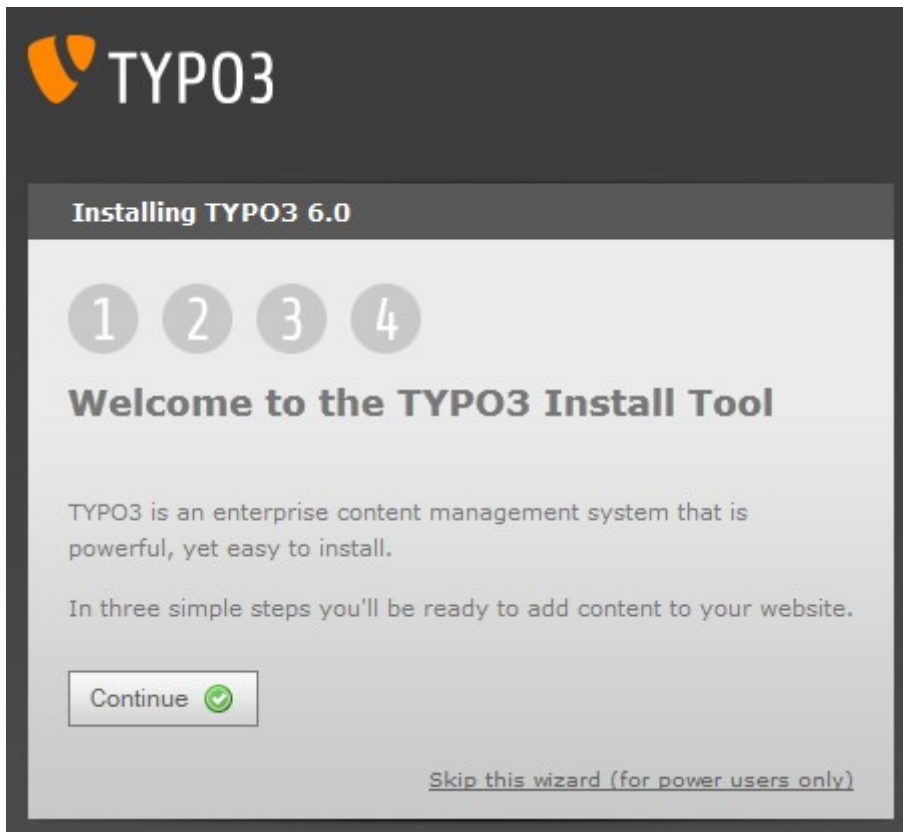 TYPO3
Installing TYPO3 6.0
1 2 3 4
Welcome to the TYPO3 Install Tool
TYPO3 is an enterprise content management system that is
powerful, yet easy to install.
In three simple steps you'll be ready to add content to your website.
Continue
Skip this wizard (for power users only)